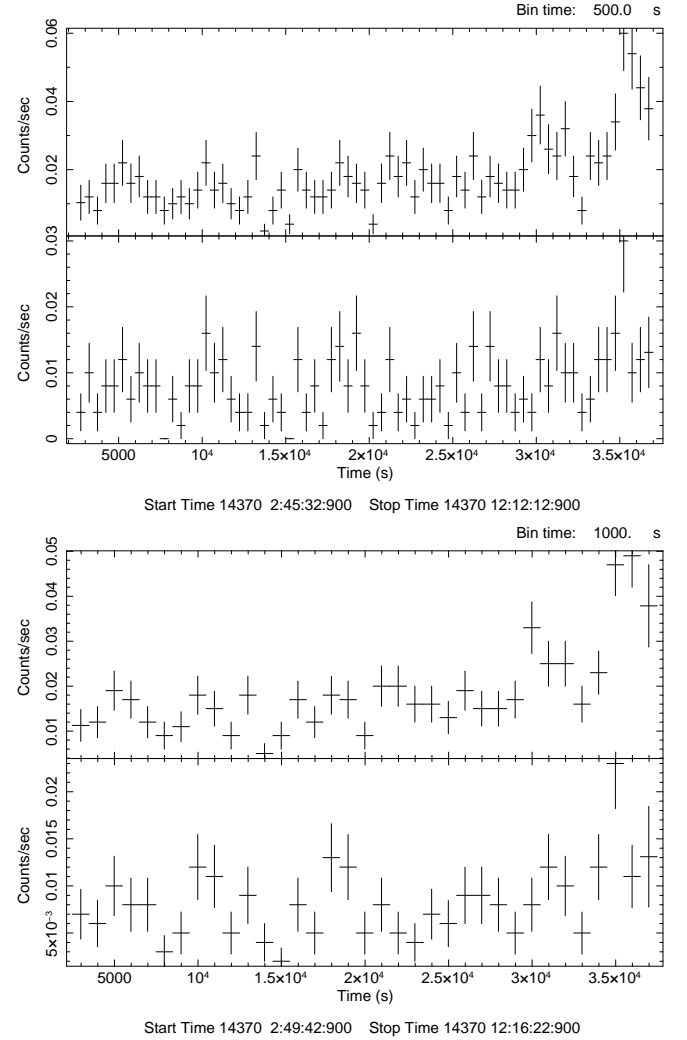 Bin time: 500.0 s
0.06
0.04
0.02
Counts/sec
0.03
0.02
0.01
0
Counts/sec
5000 10⁴ 1.5×10⁴ 2×10⁴ 2.5×10⁴ 3×10⁴ 3.5×10⁴
Time (s)
Start Time 14370 2:45:32:900 Stop Time 14370 12:12:12:900
Bin time: 1000. s
0.05
0.04
0.03
0.02
0.01
Counts/sec
0.02
0.015
0.01
5×10⁻³
Counts/sec
5000 10⁴ 1.5×10⁴ 2×10⁴ 2.5×10⁴ 3×10⁴ 3.5×10⁴
Time (s)
Start Time 14370 2:49:42:900 Stop Time 14370 12:16:22:900